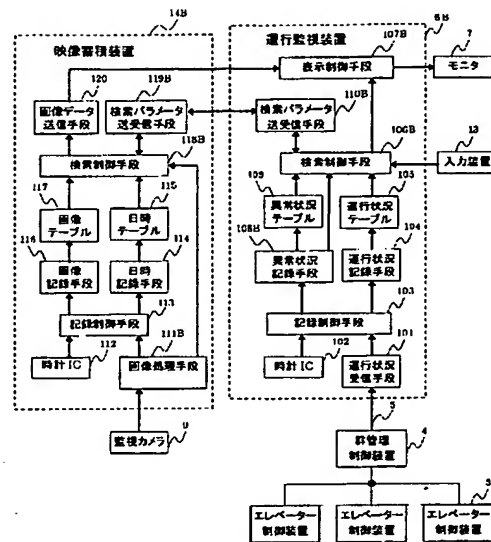 14B
映像蓄積装置
120
119B
画像データ
送信手段
検索パラメータ
送受信手段
118B
検索制御手段
117
115
画像
テーブル
日時
テーブル
116
114
画像
記録手段
日時
記録手段
113
記録制御手段
111B
時計IC
112
画像処理手段
監視カメラ
9
運行監視装置
6B
107B
表示制御手段
7
モニタ
110B
検索パラメータ
送受信手段
106B
検索制御手段
13
入力装置
109
105
異常状況
テーブル
運行状況
テーブル
108B
104
異常状況
記録手段
運行状況
記録手段
103
記録制御手段
101
時計IC
102
運行状況
受信手段
5
4
群管理
制御装置
3
エレベーター
制御装置
エレベーター
制御装置
エレベーター
制御装置